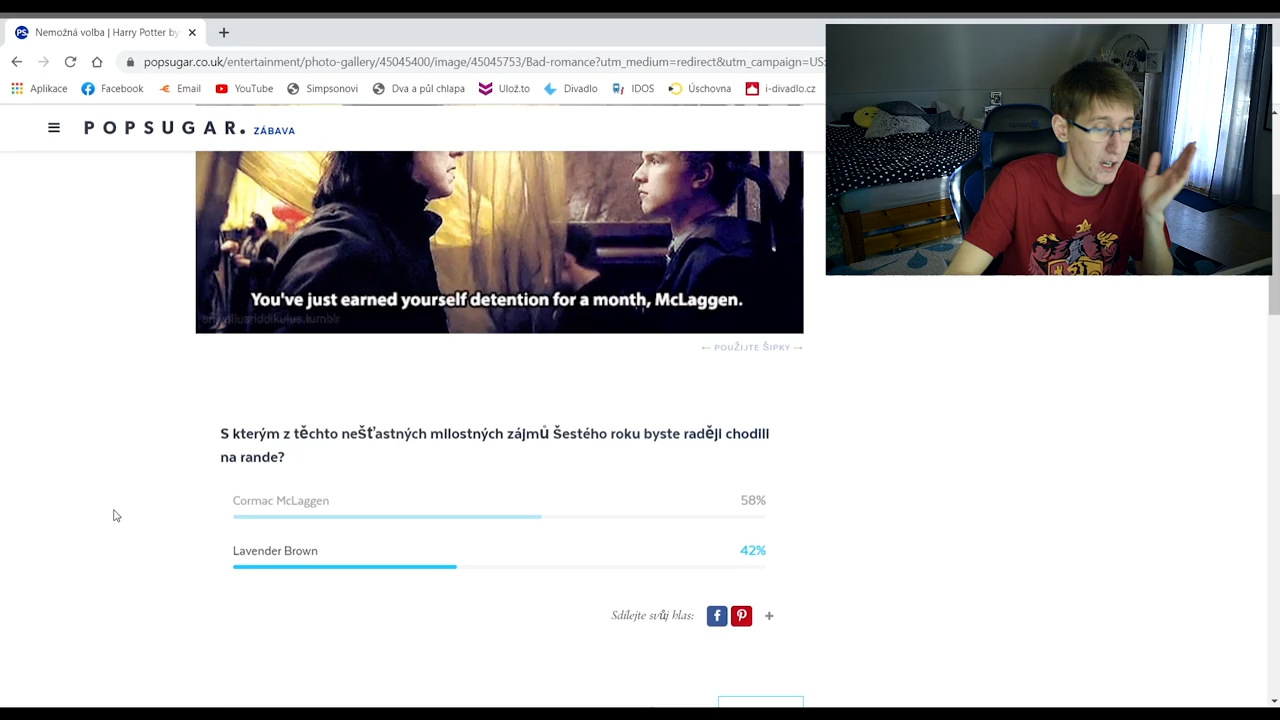 Nemožná volba | Harry Potter by
popsugar.co.uk/entertainment/photo-gallery/45045400/image/45045753/Bad-romance?utm_medium=redirect&utm_campaign=US:
Aplikace Facebook Email YouTube Simpsonovi Dva a půl chlapa Ulož.to Divadlo IDOS Úschovna i-divadlo.cz
POPSUGAR. ZÁBAVA
You've just earned yourself detention for a month, McLaggen.
← POUŽIJTE ŠIPKY →
S kterým z těchto nešťastných milostných zájmů šestého roku byste raději chodili
na rande?
Cormac McLaggen 58%
Lavender Brown 42%
Sdílejte svůj hlas: